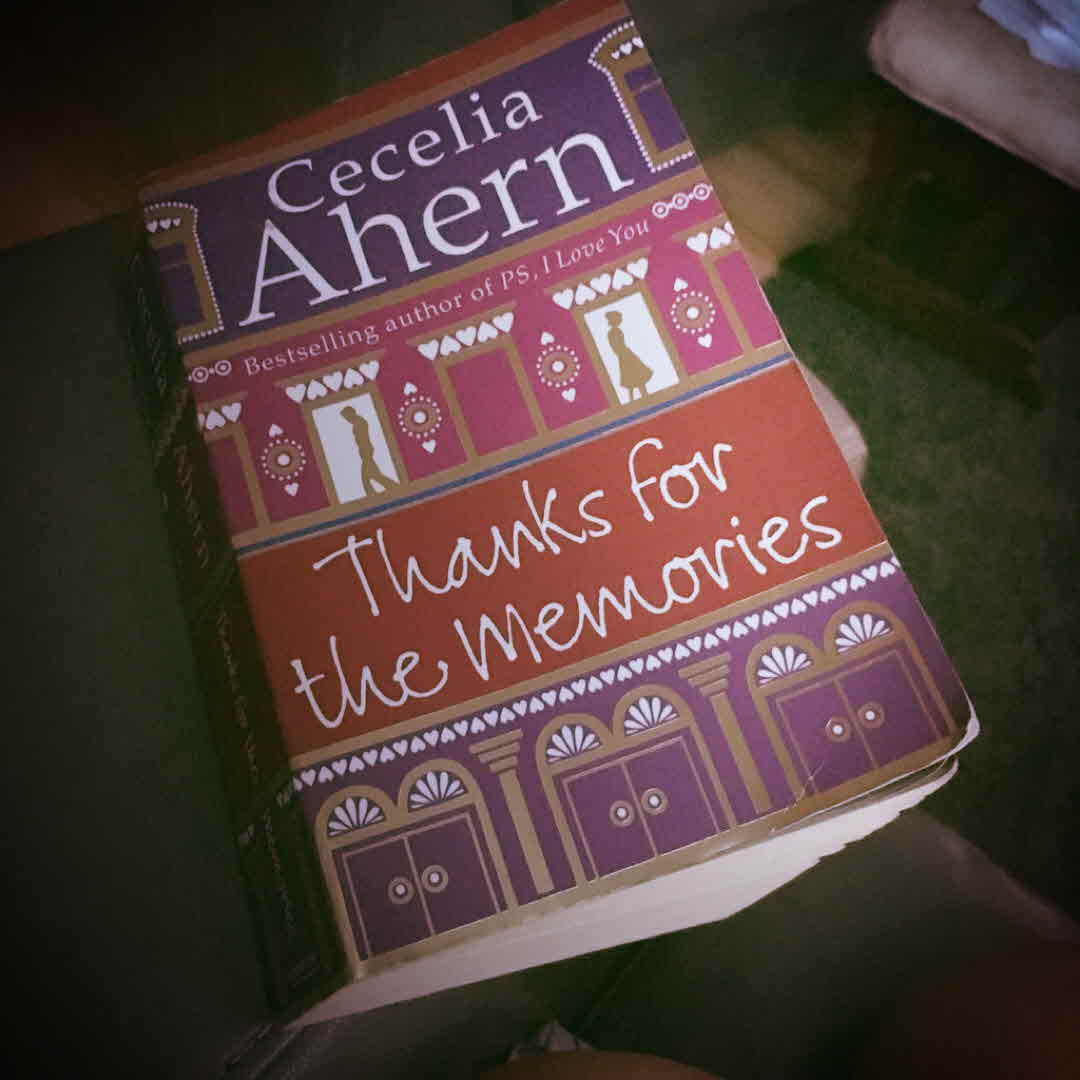 Cecelia
Ahern
Bestselling author of PS, I Love You
Thanks for
the Memories